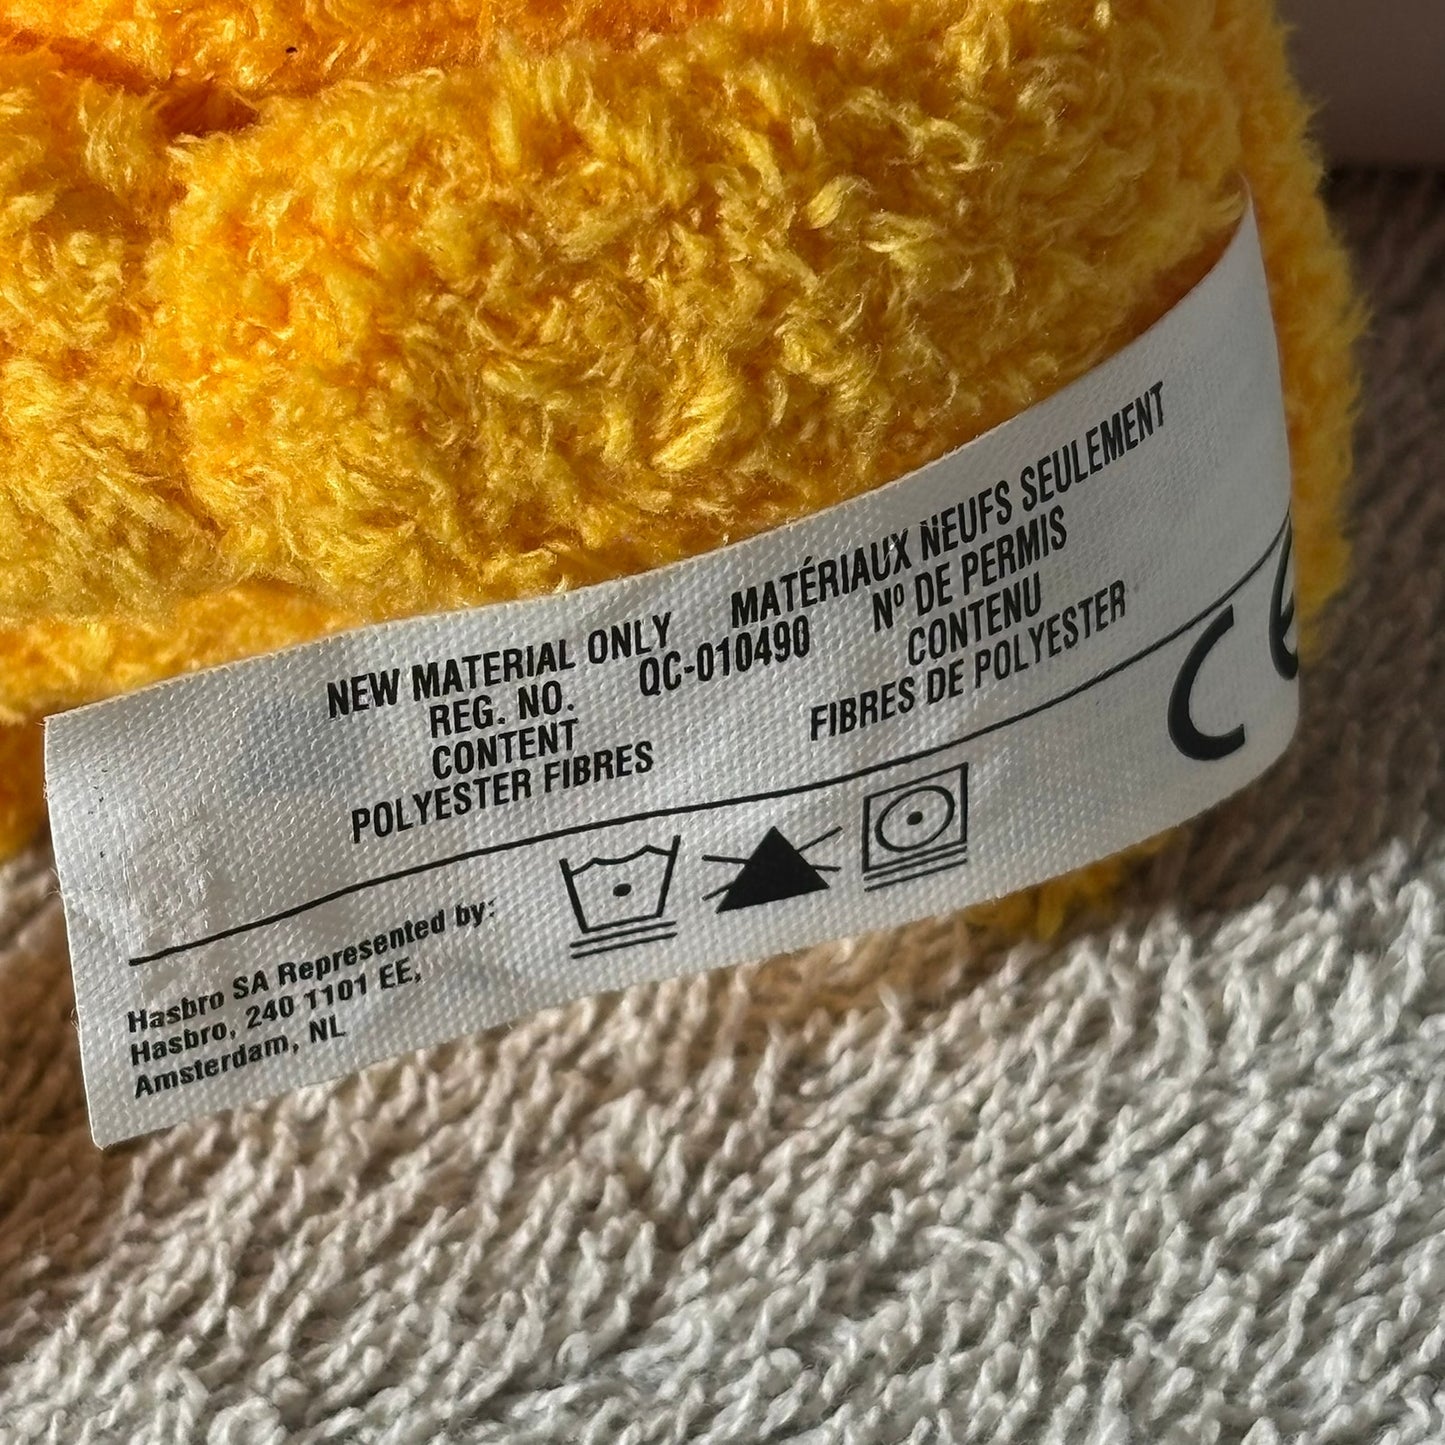 NEW MATERIAL ONLY MATÉRIAUX NEUFS SEULEMENT
REG. NO. QC-010490 Nº DE PERMIS
CONTENT CONTENU
POLYESTER FIBRES FIBRES DE POLYESTER
CE
Hasbro SA Represented by:
Hasbro, 240 1101 EE,
Amsterdam, NL